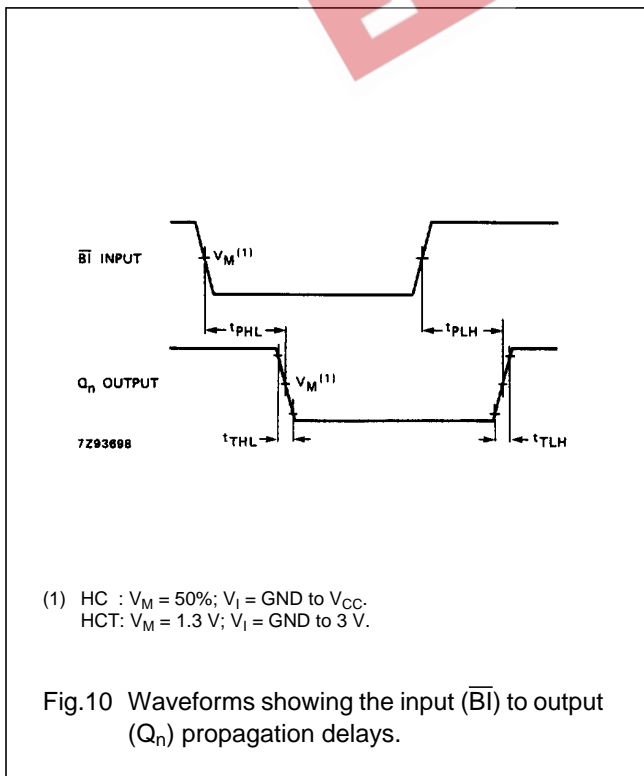 B̅I̅ INPUT
V_M(1)
t_PHL
t_PLH
Q_n OUTPUT
V_M(1)
7Z93698
t_THL
t_TLH
(1) HC : V_M = 50%; V_I = GND to V_CC.
HCT: V_M = 1.3 V; V_I = GND to 3 V.
Fig.10 Waveforms showing the input (B̅I̅) to output
(Q_n) propagation delays.